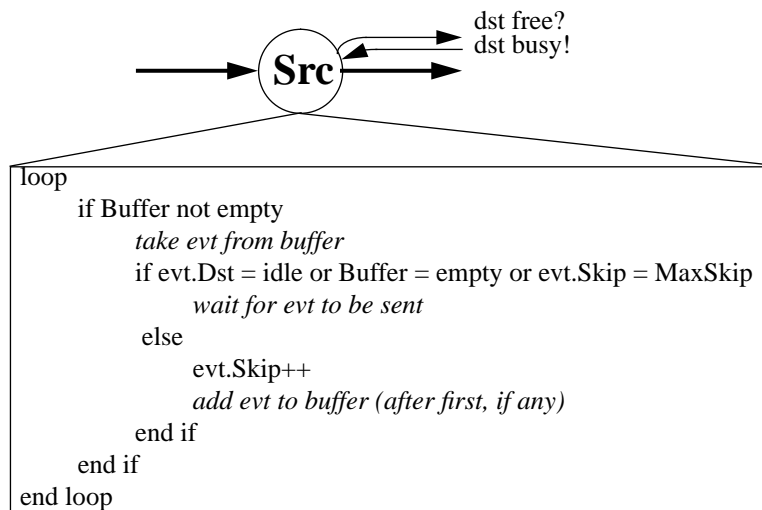 dst free?
dst busy!
Src
loop
if Buffer not empty
take evt from buffer
if evt.Dst = idle or Buffer = empty or evt.Skip = MaxSkip
wait for evt to be sent
else
evt.Skip++
add evt to buffer (after first, if any)
end if
end if
end loop